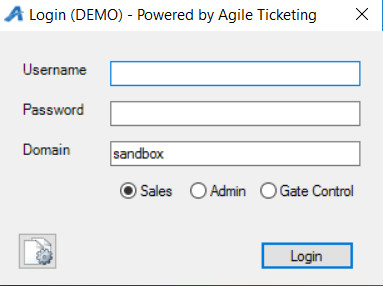 Login (DEMO) - Powered by Agile Ticketing
Username
Password
Domain sandbox
Sales Admin Gate Control
Login